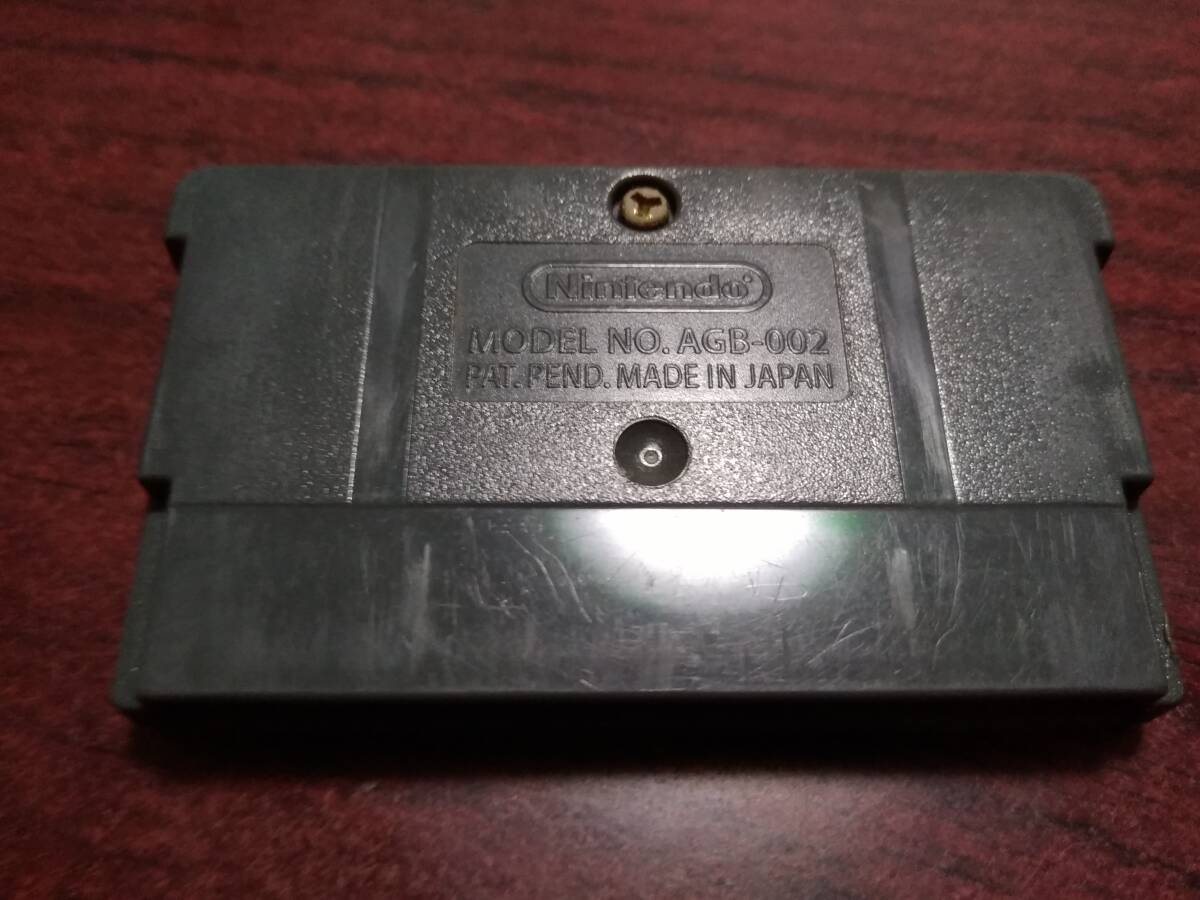 Nintendo®
MODEL NO. AGB-002
PAT. PEND. MADE IN JAPAN